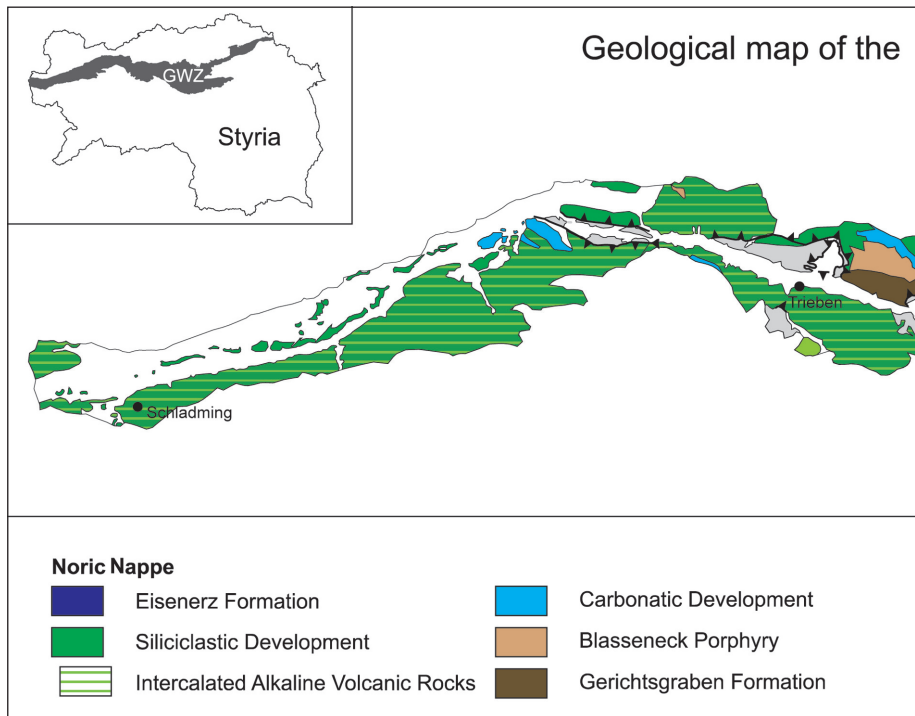 Geological map of the
GWZ
Styria
Trieben
Schladming
Noric Nappe
Eisenerz Formation
Siliciclastic Development
Intercalated Alkaline Volcanic Rocks
Carbonatic Development
Blasseneck Porphyry
Gerichtsgraben Formation